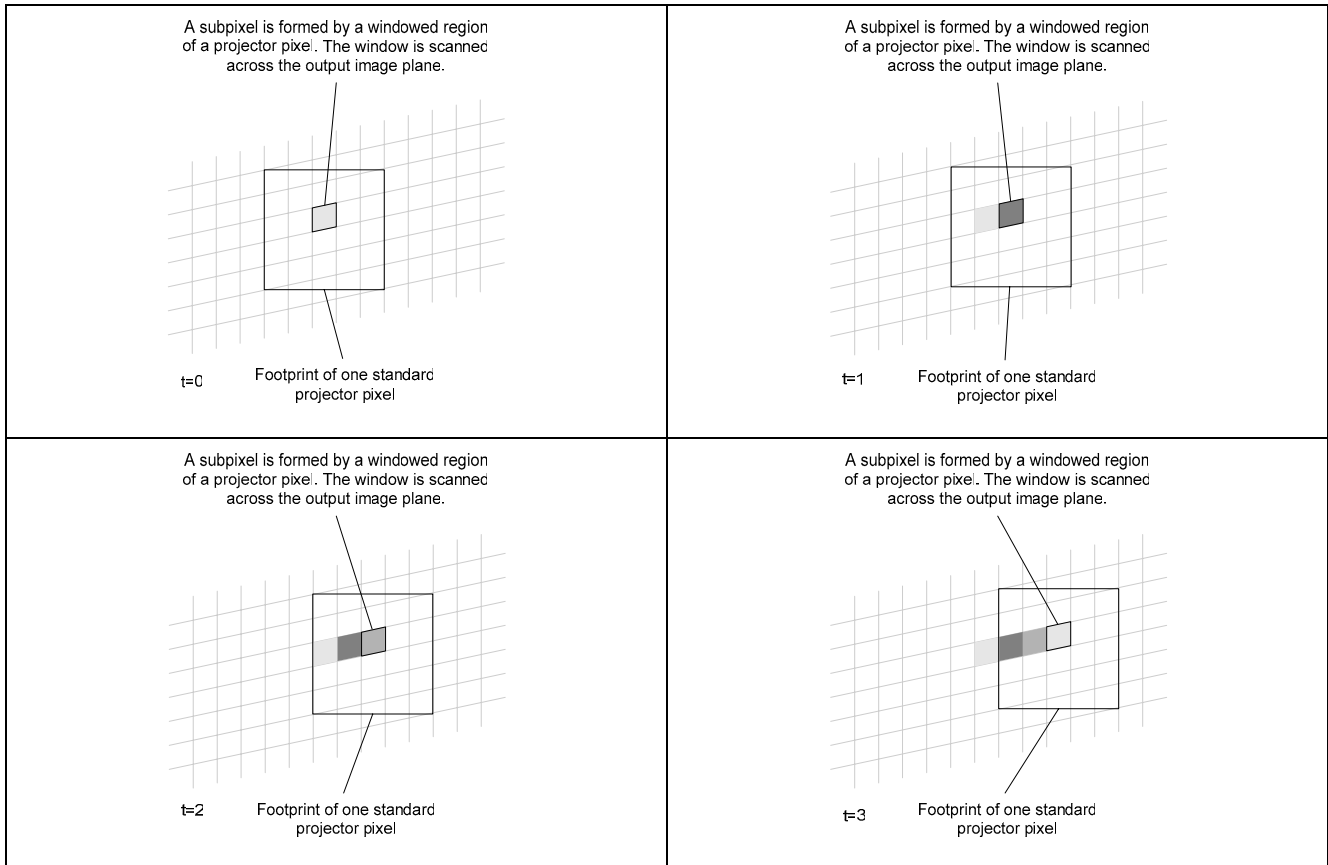 A subpixel is formed by a windowed region
of a projector pixel. The window is scanned
across the output image plane.
t=0
Footprint of one standard
projector pixel
A subpixel is formed by a windowed region
of a projector pixel. The window is scanned
across the output image plane.
t=1
Footprint of one standard
projector pixel
A subpixel is formed by a windowed region
of a projector pixel. The window is scanned
across the output image plane.
t=2
Footprint of one standard
projector pixel
A subpixel is formed by a windowed region
of a projector pixel. The window is scanned
across the output image plane.
t=3
Footprint of one standard
projector pixel